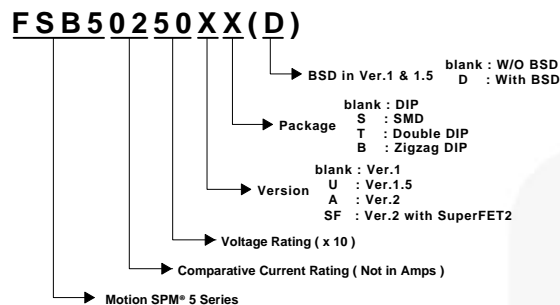 FSB50250XX(D)
BSD in Ver.1 & 1.5
blank : W/O BSD
D : With BSD
Package
blank : DIP
S : SMD
T : Double DIP
B : Zigzag DIP
Version
blank : Ver.1
U : Ver.1.5
A : Ver.2
SF : Ver.2 with SuperFET2
Voltage Rating ( x 10 )
Comparative Current Rating ( Not in Amps )
Motion SPM® 5 Series